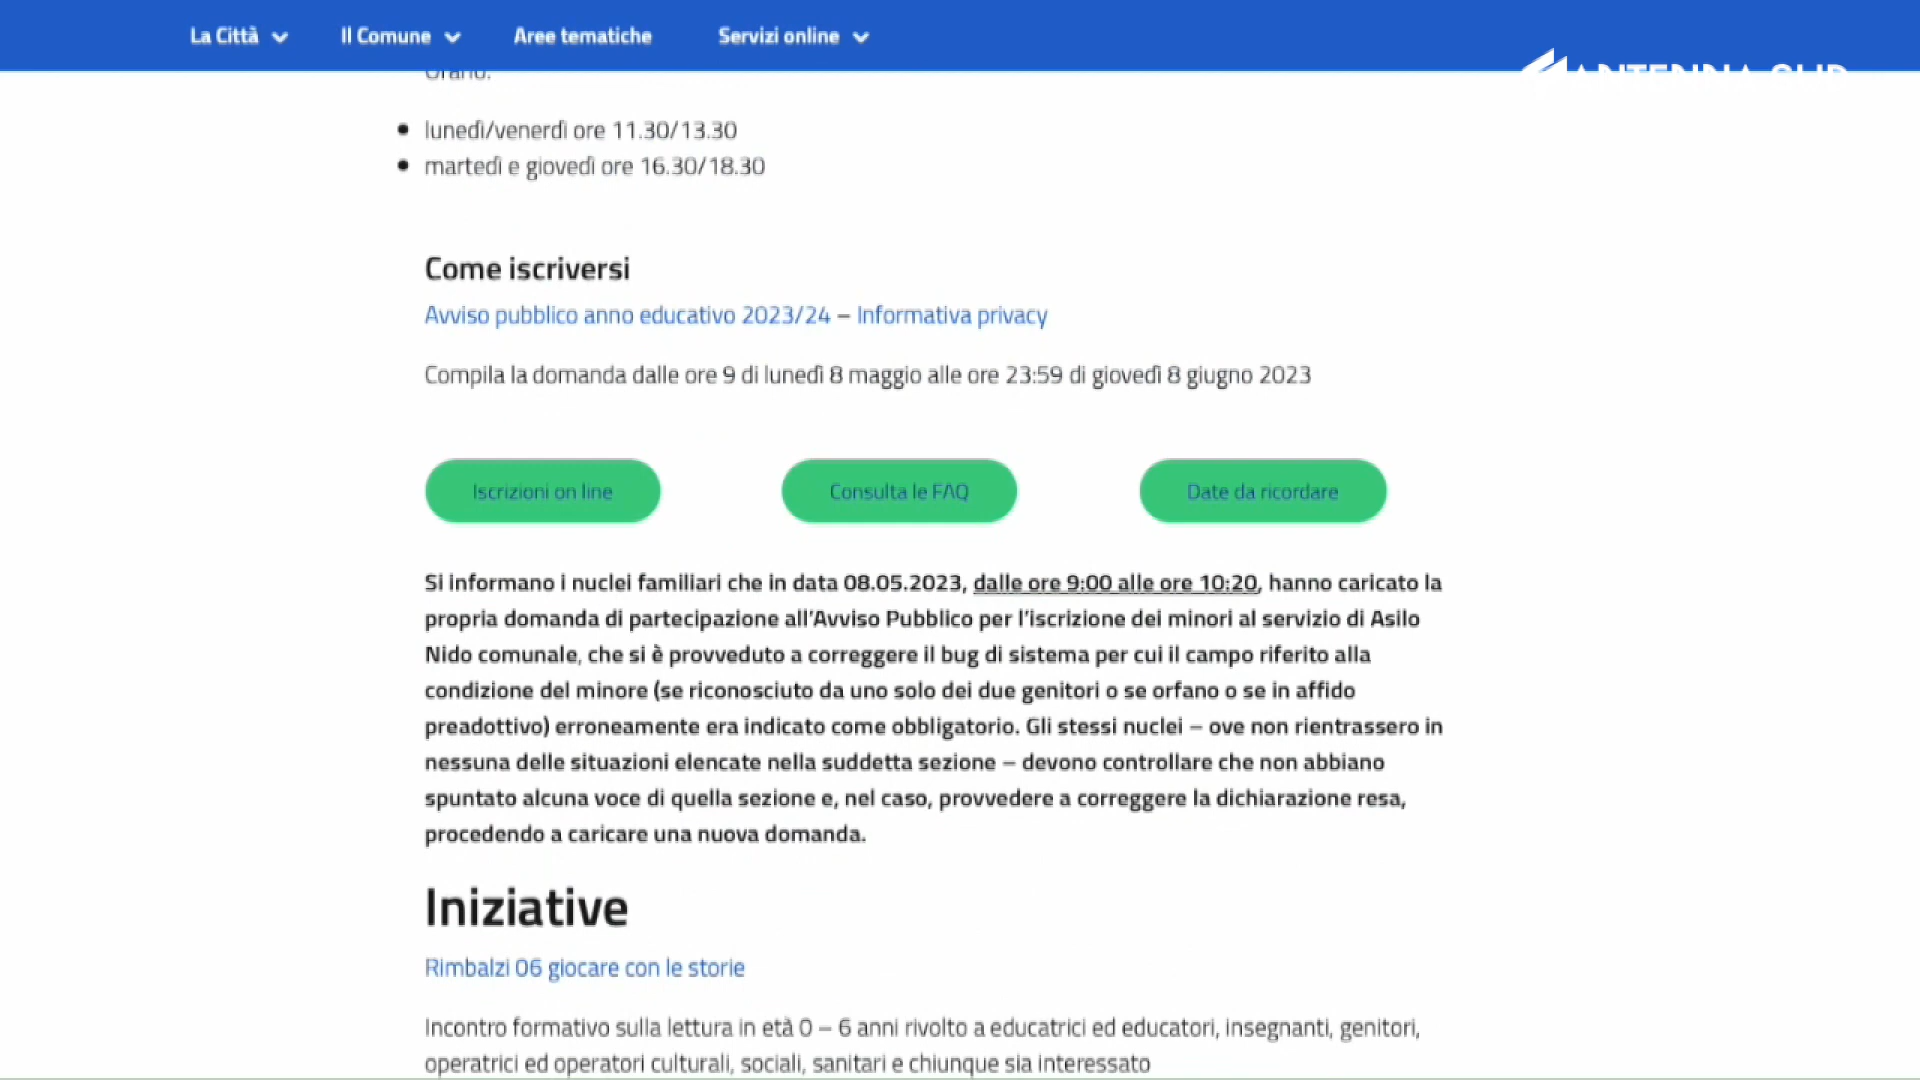 La Città
Il Comune
Aree tematiche
Servizi online
lunedì/venerdì ore 11.30/13.30
martedì e giovedì ore 16.30/18.30
Come iscriversi
Avviso pubblico anno educativo 2023/24 – Informativa privacy
Compila la domanda dalle ore 9 di lunedì 8 maggio alle ore 23:59 di giovedì 8 giugno 2023
Iscrizioni on line
Consulta le FAQ
Date da ricordare
Si informano i nuclei familiari che in data 08.05.2023, dalle ore 9:00 alle ore 10:20, hanno caricato la
propria domanda di partecipazione all'Avviso Pubblico per l'iscrizione dei minori al servizio di Asilo
Nido comunale, che si è provveduto a correggere il bug di sistema per cui il campo riferito alla
condizione del minore (se riconosciuto da uno solo dei due genitori o se orfano o se in affido
preadottivo) erroneamente era indicato come obbligatorio. Gli stessi nuclei – ove non rientrassero in
nessuna delle situazioni elencate nella suddetta sezione – devono controllare che non abbiano
spuntato alcuna voce di quella sezione e, nel caso, provvedere a correggere la dichiarazione resa,
procedendo a caricare una nuova domanda.
Iniziative
Rimbalzi 06 giocare con le storie
Incontro formativo sulla lettura in età 0 – 6 anni rivolto a educatrici ed educatori, insegnanti, genitori,
operatrici ed operatori culturali, sociali, sanitari e chiunque sia interessato